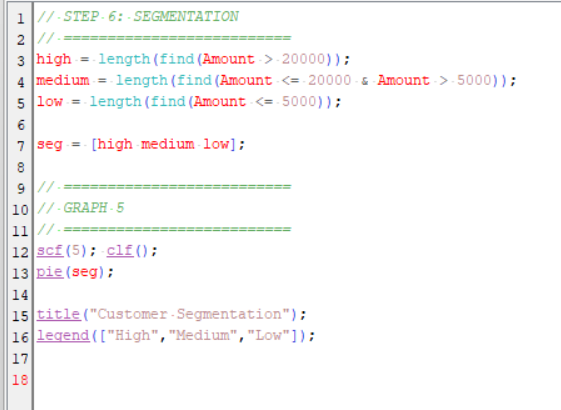 1 // STEP 6: SEGMENTATION
2 // ==========================
3 high = length(find(Amount > 20000));
4 medium = length(find(Amount <= 20000 & Amount > 5000));
5 low = length(find(Amount <= 5000));
6
7 seg = [high medium low];
8
9 // ==========================
10 // GRAPH 5
11 // ==========================
12 scf(5); clf();
13 pie(seg);
14
15 title("Customer Segmentation");
16 legend(["High","Medium","Low"]);
17
18